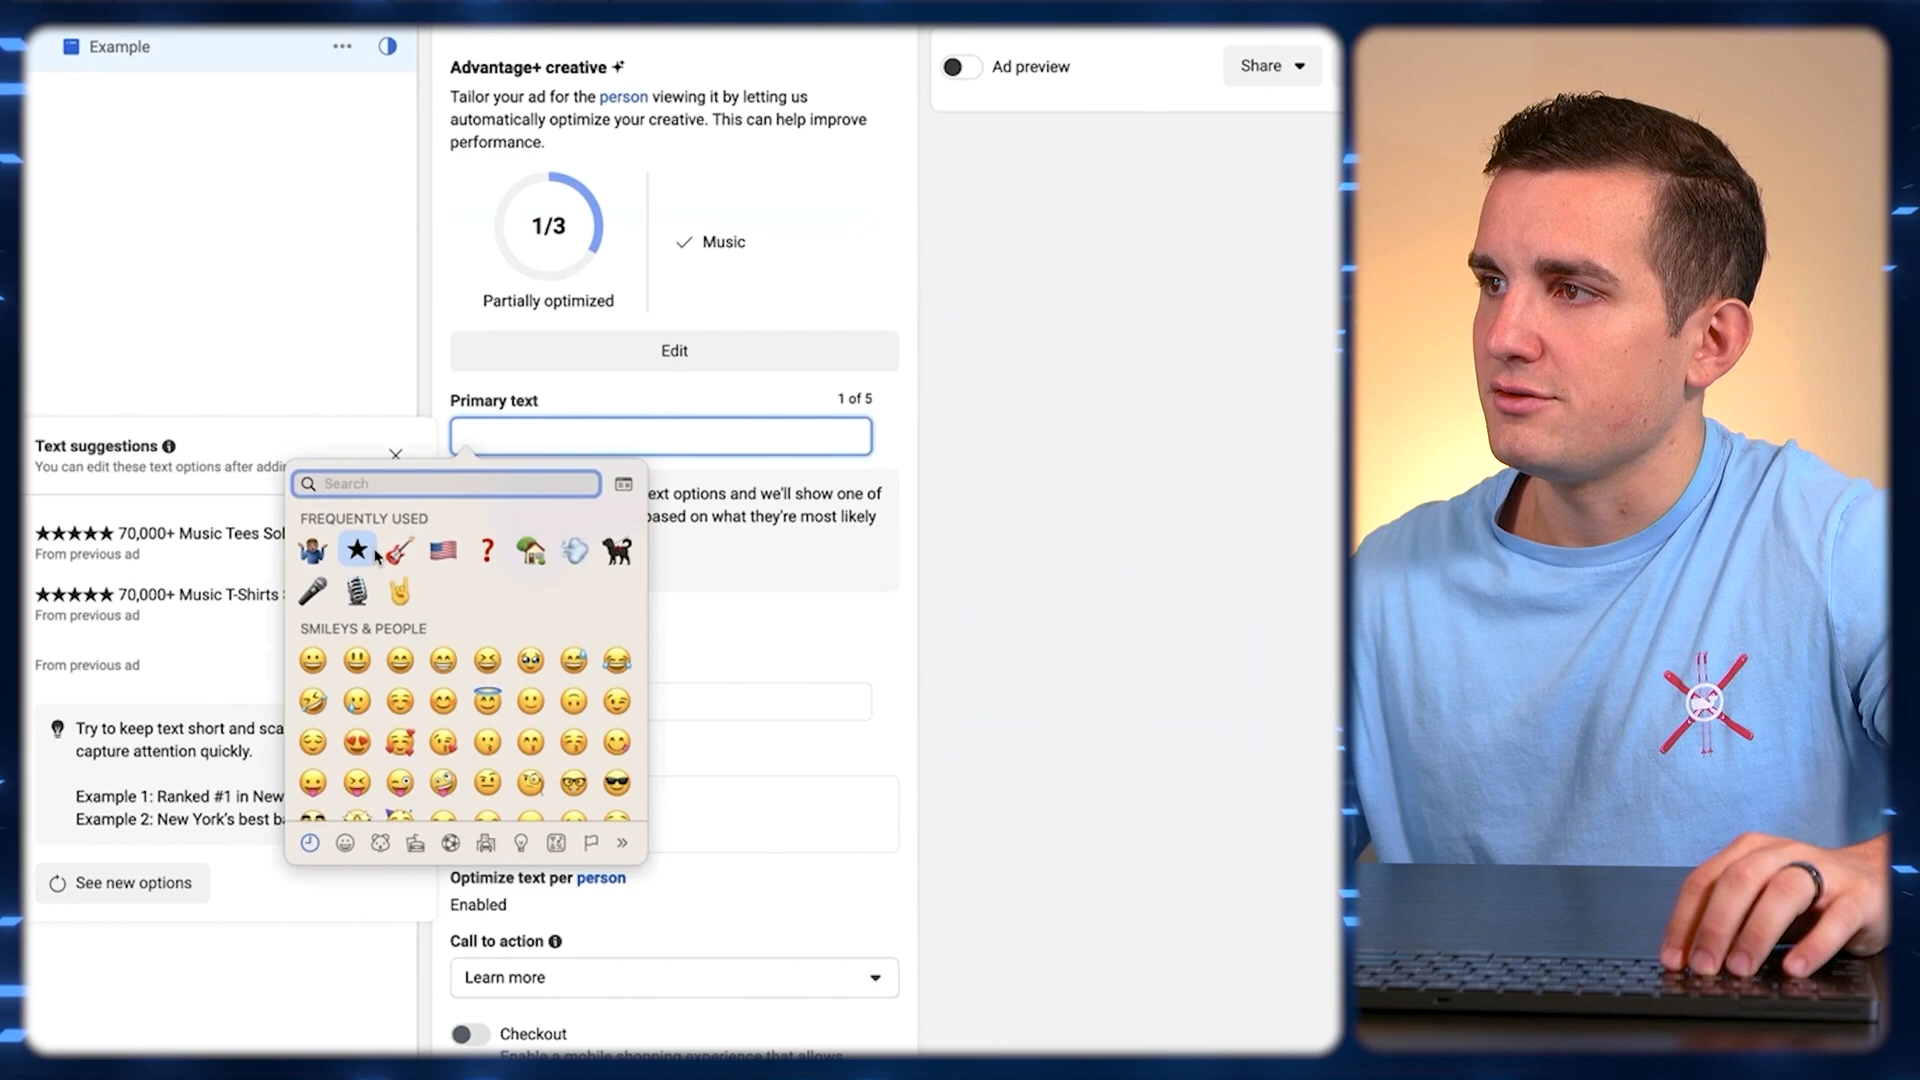 Example
Advantage+ creative
Tailor your ad for the person viewing it by letting us
automatically optimize your creative. This can help improve
performance.
1/3
Partially optimized
Music
Edit
Primary text
1 of 5
Ad preview
Share
Text suggestions
You can edit these text options after addi
★★★★★ 70,000+ Music Tees Sol
From previous ad
★★★★★ 70,000+ Music T-Shirts
From previous ad
From previous ad
Try to keep text short and sca
capture attention quickly.
Example 1: Ranked #1 in New
Example 2: New York's best b
See new options
Search
FREQUENTLY USED
SMILEYS & PEOPLE
ext options and we'll show one of
based on what they're most likely
Optimize text per person
Enabled
Call to action
Learn more
Checkout
Enable a mobile shopping experience that allows